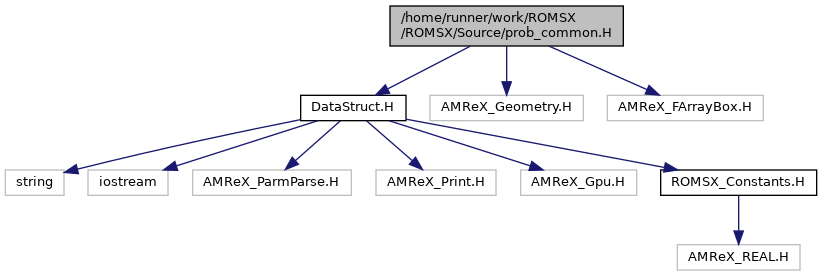 /home/runner/work/ROMSX
/ROMSX/Source/prob_common.H
DataStruct.H
AMReX_Geometry.H
AMReX_FArrayBox.H
string
iostream
AMReX_ParmParse.H
AMReX_Print.H
AMReX_Gpu.H
ROMSX_Constants.H
AMReX_REAL.H